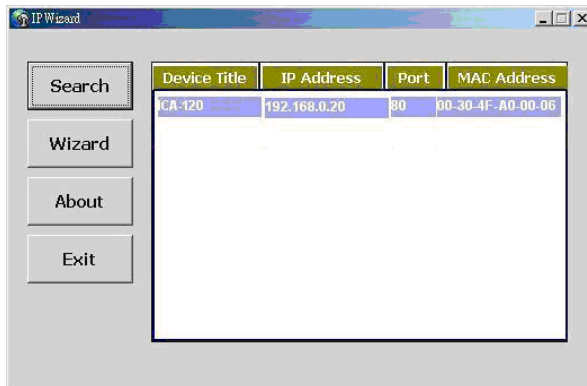 IP Wizard
Search
Wizard
About
Exit
Device Title IP Address Port MAC Address
ICA-120 192.168.0.20 80 00-30-4F-A0-00-06